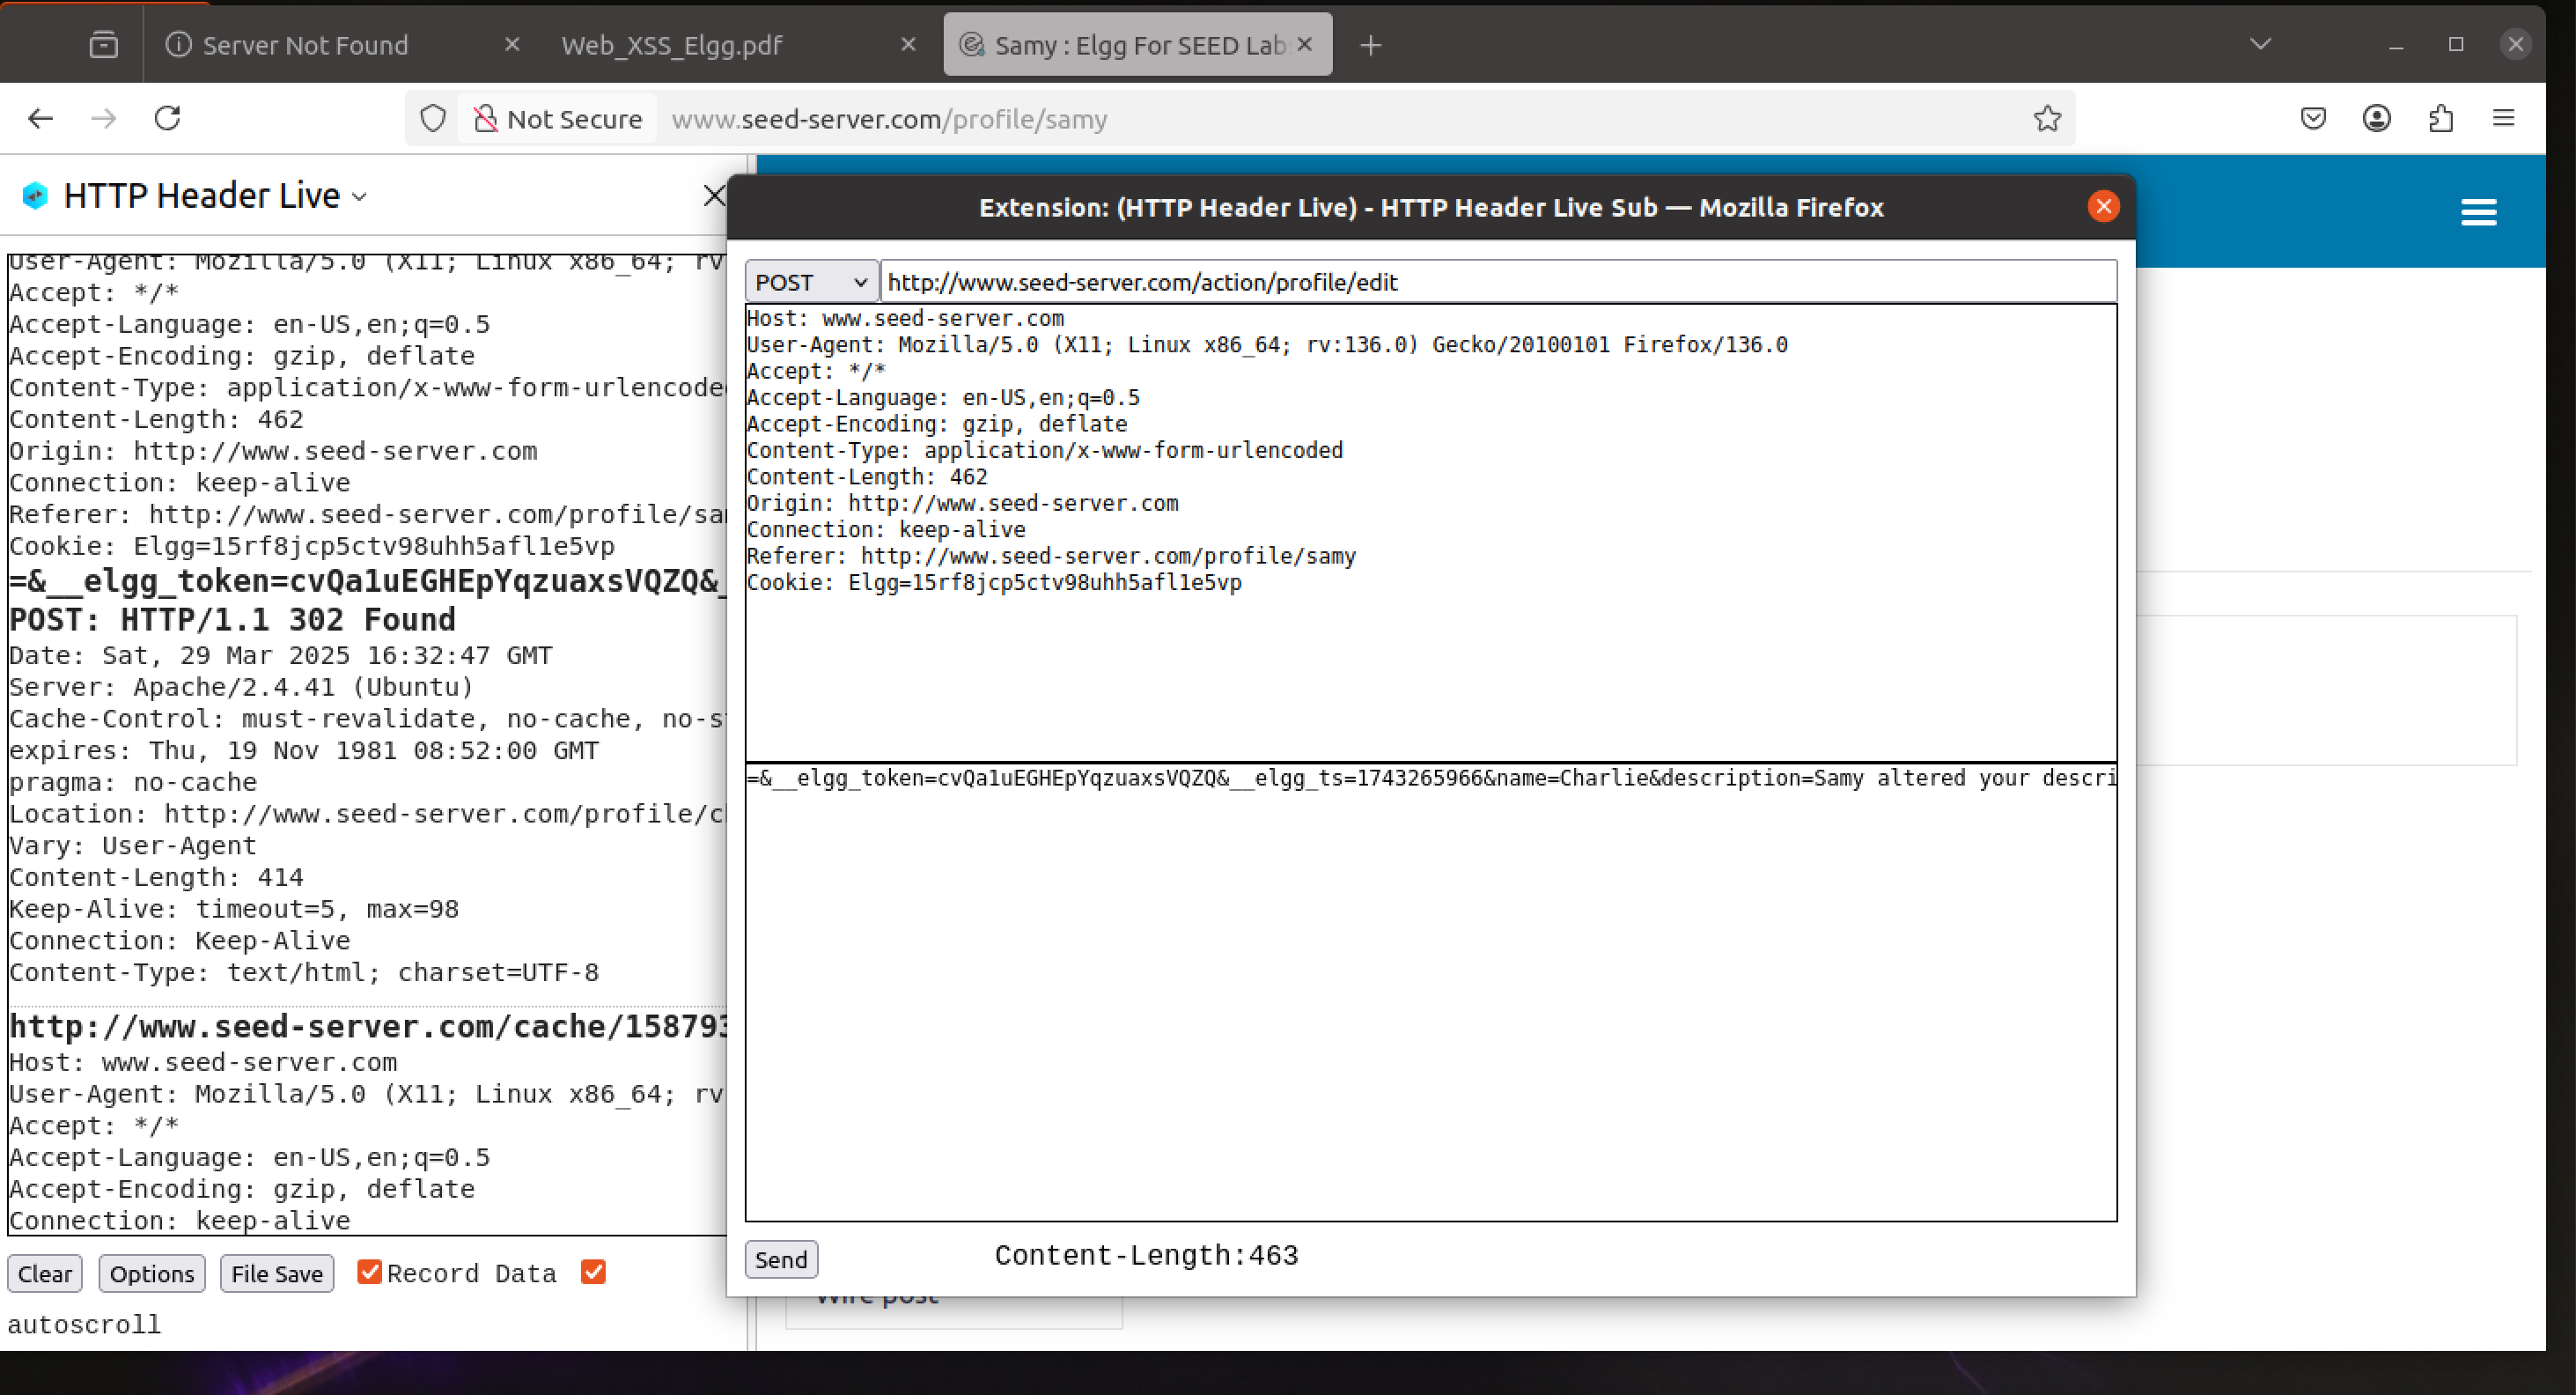 Server Not Found
Web_XSS_Elgg.pdf
Samy : Elgg For SEED Lab
Not Secure www.seed-server.com/profile/samy
HTTP Header Live
User-Agent: Mozilla/5.0 (X11; Linux x86_64; rv
Accept: */*
Accept-Language: en-US,en;q=0.5
Accept-Encoding: gzip, deflate
Content-Type: application/x-www-form-urlencoded
Content-Length: 462
Origin: http://www.seed-server.com
Connection: keep-alive
Referer: http://www.seed-server.com/profile/sa
Cookie: Elgg=15rf8jcp5ctv98uhh5afl1e5vp
=&__elgg_token=cvQa1uEGHEpYqzuaxsVQZQ&_
POST: HTTP/1.1 302 Found
Date: Sat, 29 Mar 2025 16:32:47 GMT
Server: Apache/2.4.41 (Ubuntu)
Cache-Control: must-revalidate, no-cache, no-s
expires: Thu, 19 Nov 1981 08:52:00 GMT
pragma: no-cache
Location: http://www.seed-server.com/profile/c
Vary: User-Agent
Content-Length: 414
Keep-Alive: timeout=5, max=98
Connection: Keep-Alive
Content-Type: text/html; charset=UTF-8
http://www.seed-server.com/cache/158793
Host: www.seed-server.com
User-Agent: Mozilla/5.0 (X11; Linux x86_64; rv
Accept: */*
Accept-Language: en-US,en;q=0.5
Accept-Encoding: gzip, deflate
Connection: keep-alive
Clear Options File Save Record Data
autoscroll
Extension: (HTTP Header Live) - HTTP Header Live Sub — Mozilla Firefox
POST http://www.seed-server.com/action/profile/edit
Host: www.seed-server.com
User-Agent: Mozilla/5.0 (X11; Linux x86_64; rv:136.0) Gecko/20100101 Firefox/136.0
Accept: */*
Accept-Language: en-US,en;q=0.5
Accept-Encoding: gzip, deflate
Content-Type: application/x-www-form-urlencoded
Content-Length: 462
Origin: http://www.seed-server.com
Connection: keep-alive
Referer: http://www.seed-server.com/profile/samy
Cookie: Elgg=15rf8jcp5ctv98uhh5afl1e5vp
=&__elgg_token=cvQa1uEGHEpYqzuaxsVQZQ&__elgg_ts=1743265966&name=Charlie&description=Samy altered your descri
Send Content-Length:463
Wire post